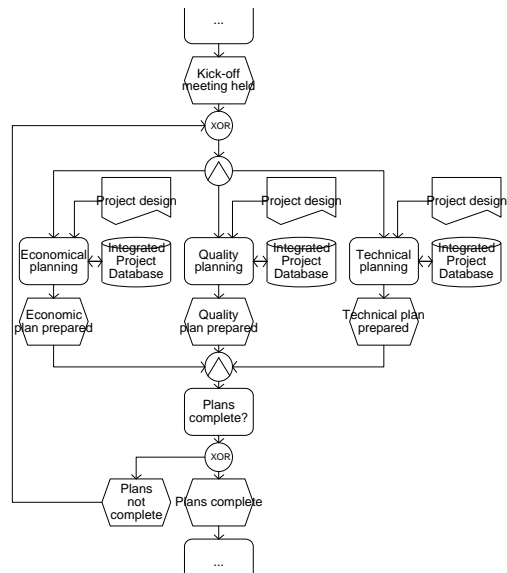 ...
Kick-off
meeting held
XOR
Project design
Project design
Project design
Economical
planning
Integrated
Project
Database
Quality
planning
Integrated
Project
Database
Technical
planning
Integrated
Project
Database
Economic
plan prepared
Quality
plan prepared
Technical plan
prepared
Plans
complete?
XOR
Plans
not
complete
Plans complete
...